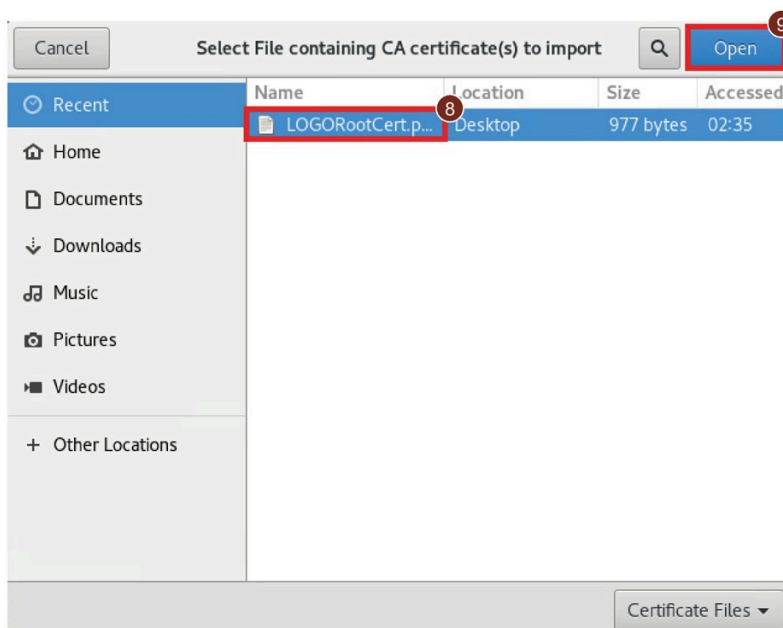 9
Cancel Select File containing CA certificate(s) to import Open
Name Location Size Accessed
8
LOGORootCert.p... Desktop 977 bytes 02:35
Recent
Home
Documents
Downloads
Music
Pictures
Videos
+ Other Locations
Certificate Files